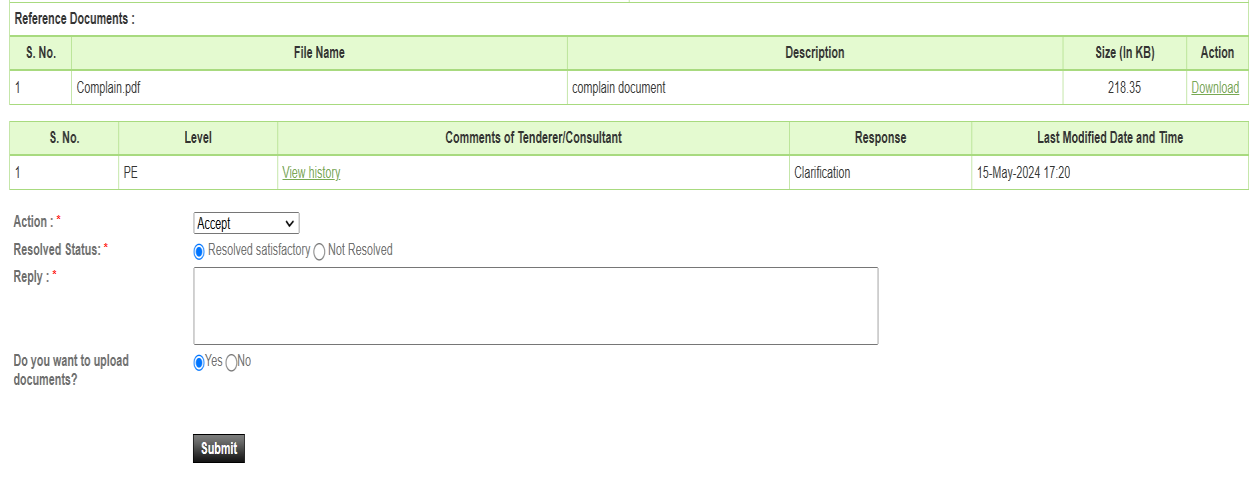 Reference Documents :
S. No. File Name Description Size (In KB) Action
1 Complain.pdf complain document 218.35 Download
S. No. Level Comments of Tenderer/Consultant Response Last Modified Date and Time
1 PE View history Clarification 15-May-2024 17:20
Action : * Accept
Resolved Status: * Resolved satisfactory Not Resolved
Reply : *
Do you want to upload Yes No
documents?
Submit